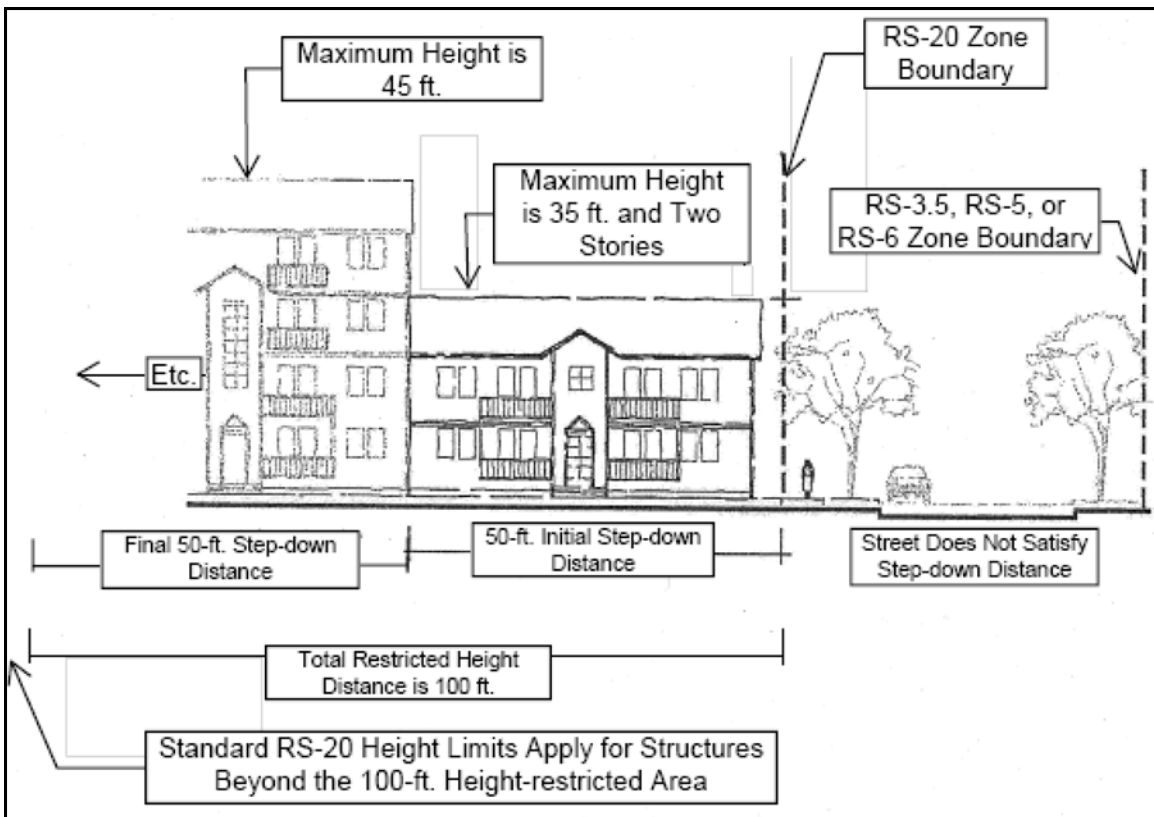 Maximum Height is
45 ft.
RS-20 Zone
Boundary
Maximum Height
is 35 ft. and Two
Stories
RS-3.5, RS-5, or
RS-6 Zone Boundary
Etc.
Final 50-ft. Step-down
Distance
50-ft. Initial Step-down
Distance
Street Does Not Satisfy
Step-down Distance
Total Restricted Height
Distance is 100 ft.
Standard RS-20 Height Limits Apply for Structures
Beyond the 100-ft. Height-restricted Area